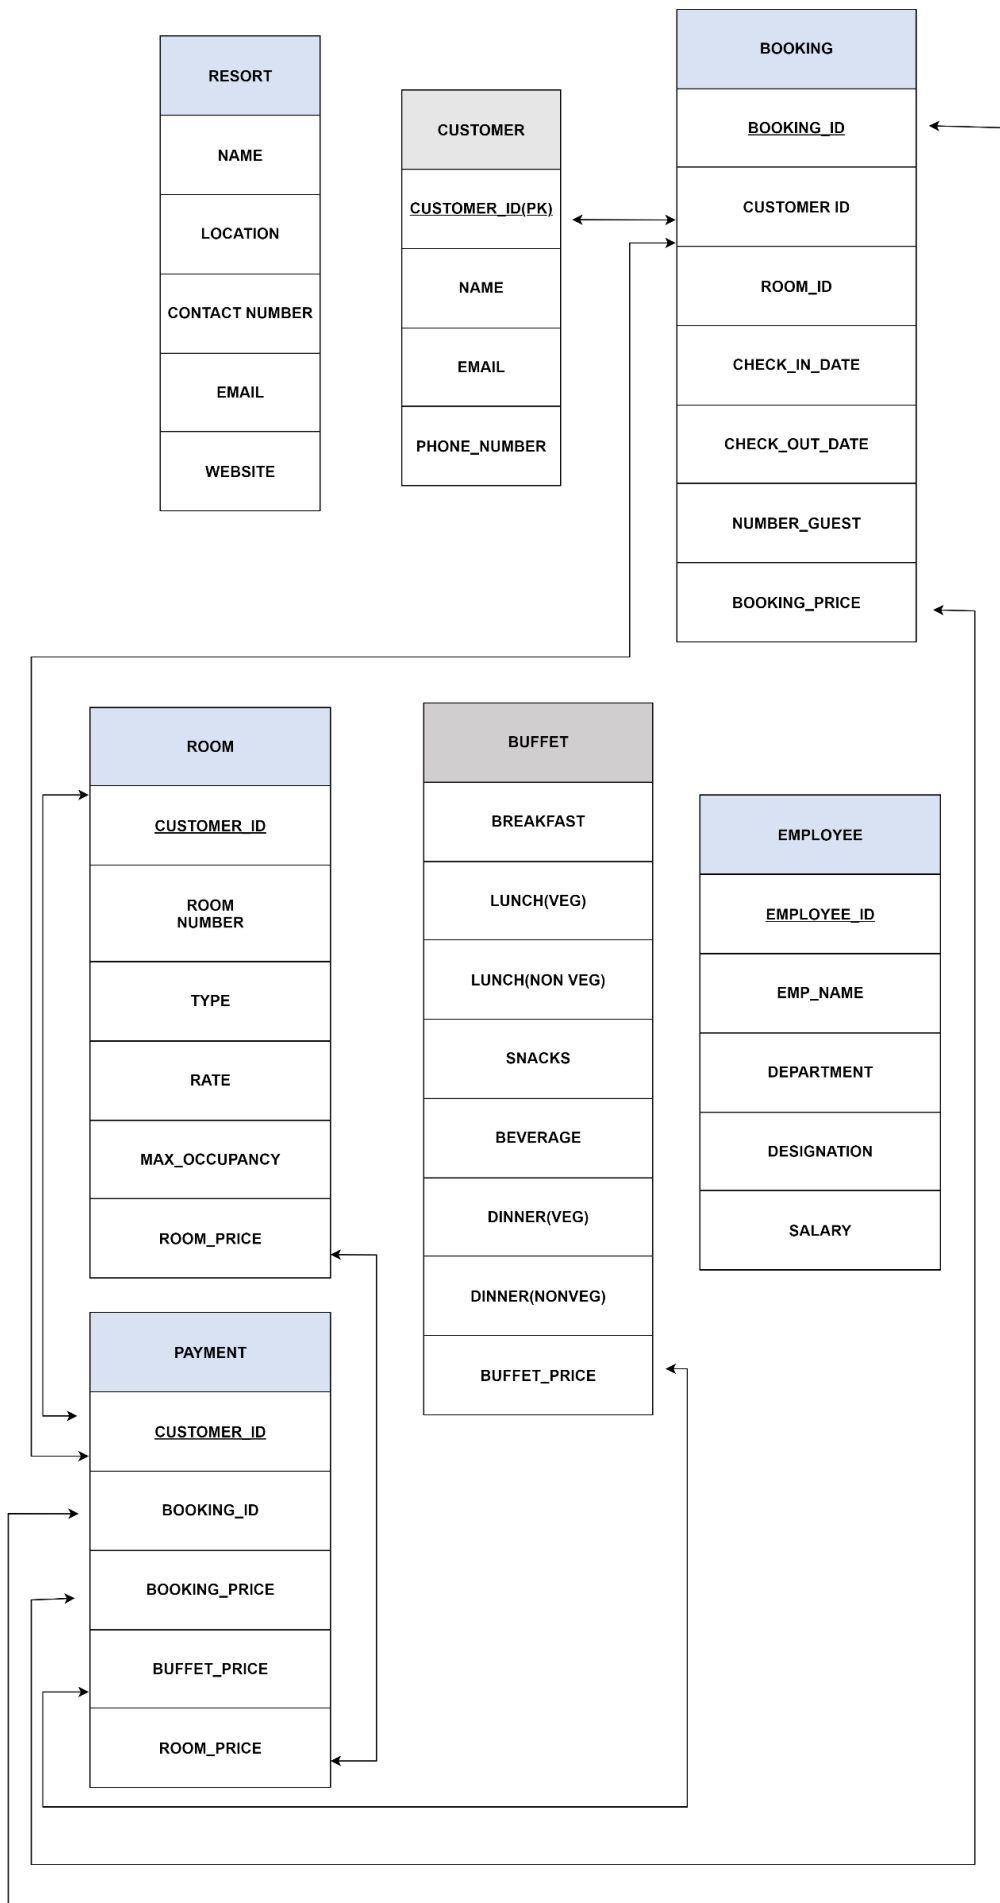 RESORT
NAME
LOCATION
CONTACT NUMBER
EMAIL
WEBSITE
CUSTOMER
CUSTOMER_ID(PK)
NAME
EMAIL
PHONE_NUMBER
BOOKING
BOOKING_ID
CUSTOMER ID
ROOM_ID
CHECK_IN_DATE
CHECK_OUT_DATE
NUMBER_GUEST
BOOKING_PRICE
ROOM
CUSTOMER_ID
ROOM
NUMBER
TYPE
RATE
MAX_OCCUPANCY
ROOM_PRICE
BUFFET
BREAKFAST
LUNCH(VEG)
LUNCH(NON VEG)
SNACKS
BEVERAGE
DINNER(VEG)
DINNER(NONVEG)
BUFFET_PRICE
EMPLOYEE
EMPLOYEE_ID
EMP_NAME
DEPARTMENT
DESIGNATION
SALARY
PAYMENT
CUSTOMER_ID
BOOKING_ID
BOOKING_PRICE
BUFFET_PRICE
ROOM_PRICE